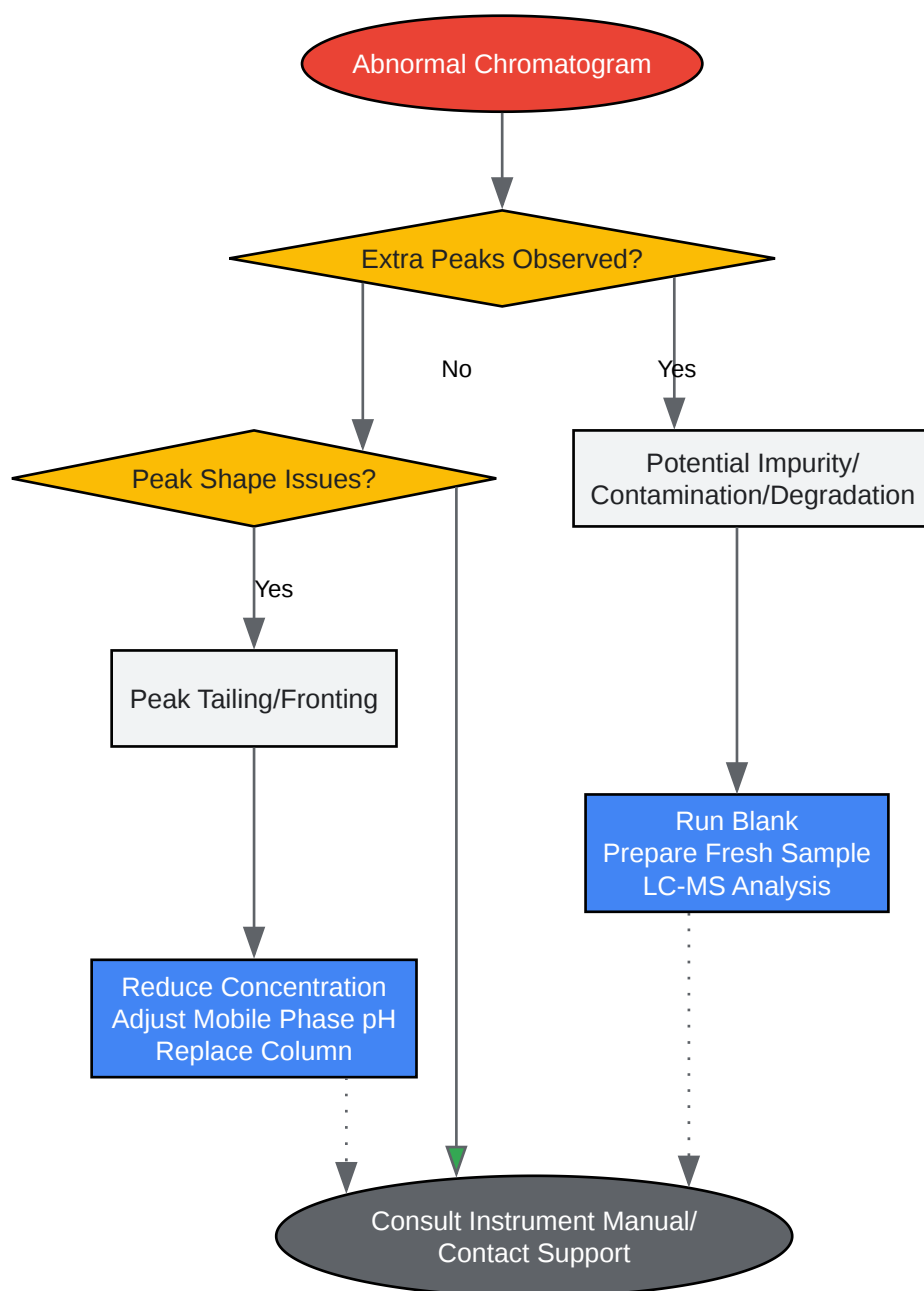 Abnormal Chromatogram
Extra Peaks Observed?
No
Yes
Peak Shape Issues?
Potential Impurity/
Contamination/Degradation
Yes
Peak Tailing/Fronting
Run Blank
Prepare Fresh Sample
LC-MS Analysis
Reduce Concentration
Adjust Mobile Phase pH
Replace Column
Consult Instrument Manual/
Contact Support